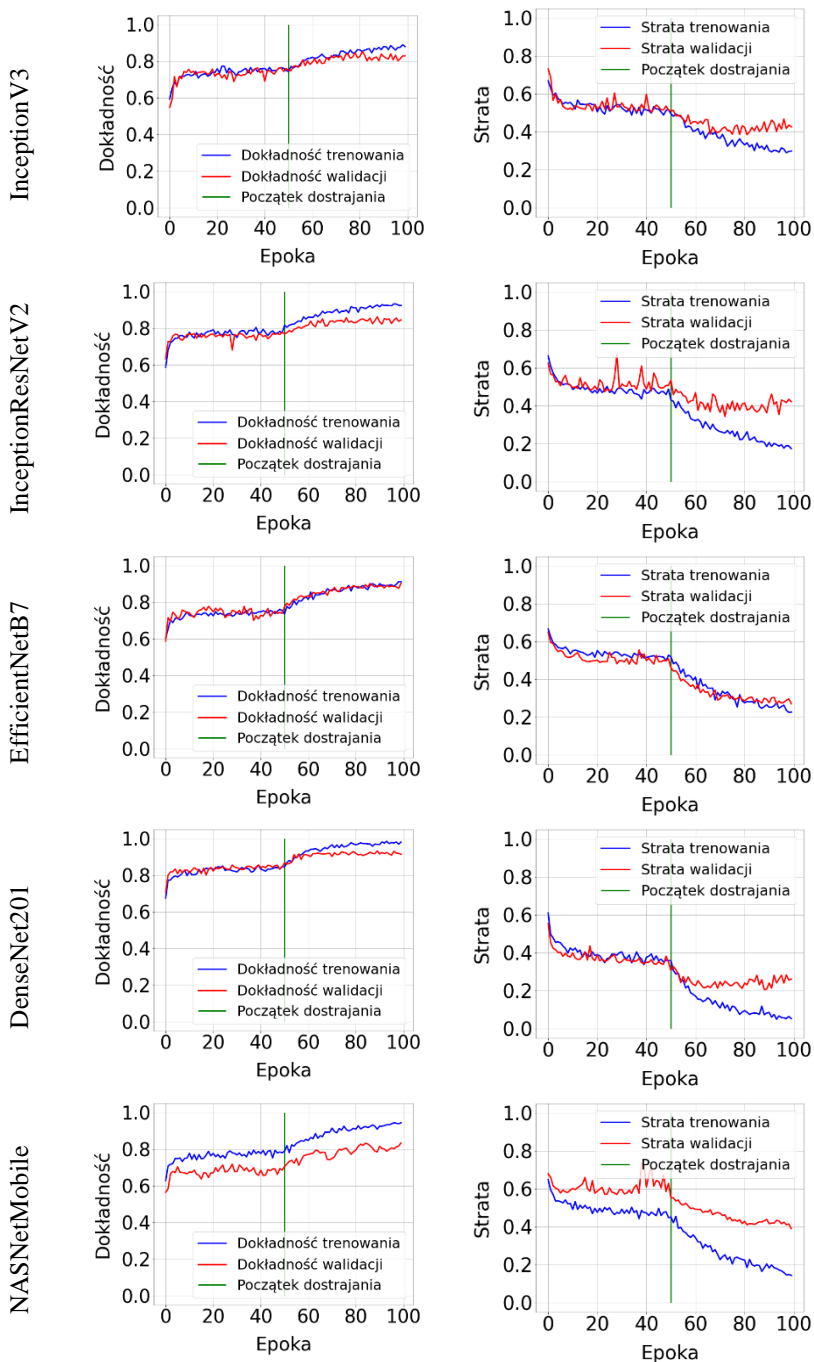 InceptionV3
1.0
0.8
0.6
0.4
0.2
0.0
Dokładność
Dokładność trenowania
Dokładność walidacji
Początek dostrajania
0 20 40 60 80 100
Epoka
1.0
0.8
0.6
0.4
0.2
0.0
Strata
Strata trenowania
Strata walidacji
Początek dostrajania
0 20 40 60 80 100
Epoka
InceptionResNetV2
1.0
0.8
0.6
0.4
0.2
0.0
Dokładność
Dokładność trenowania
Dokładność walidacji
Początek dostrajania
0 20 40 60 80 100
Epoka
1.0
0.8
0.6
0.4
0.2
0.0
Strata
Strata trenowania
Strata walidacji
Początek dostrajania
0 20 40 60 80 100
Epoka
EfficientNetB7
1.0
0.8
0.6
0.4
0.2
0.0
Dokładność
Dokładność trenowania
Dokładność walidacji
Początek dostrajania
0 20 40 60 80 100
Epoka
1.0
0.8
0.6
0.4
0.2
0.0
Strata
Strata trenowania
Strata walidacji
Początek dostrajania
0 20 40 60 80 100
Epoka
DenseNet201
1.0
0.8
0.6
0.4
0.2
0.0
Dokładność
Dokładność trenowania
Dokładność walidacji
Początek dostrajania
0 20 40 60 80 100
Epoka
1.0
0.8
0.6
0.4
0.2
0.0
Strata
Strata trenowania
Strata walidacji
Początek dostrajania
0 20 40 60 80 100
Epoka
NASNetMobile
1.0
0.8
0.6
0.4
0.2
0.0
Dokładność
Dokładność trenowania
Dokładność walidacji
Początek dostrajania
0 20 40 60 80 100
Epoka
1.0
0.8
0.6
0.4
0.2
0.0
Strata
Strata trenowania
Strata walidacji
Początek dostrajania
0 20 40 60 80 100
Epoka